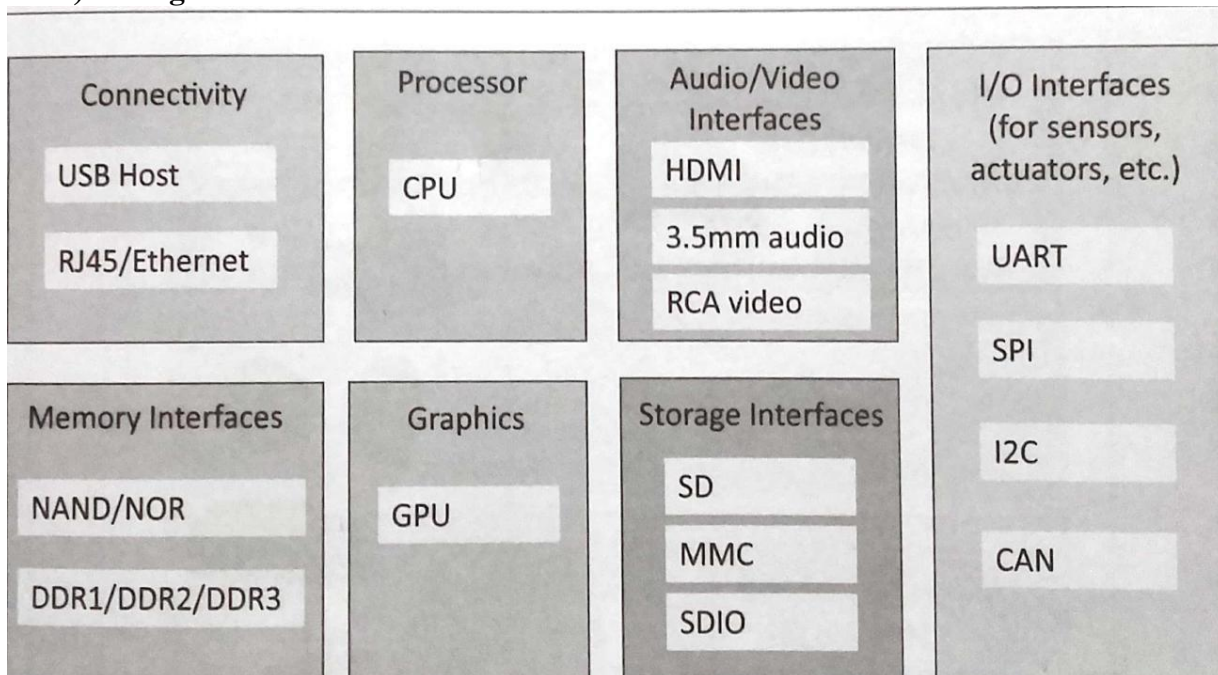 Connectivity
USB Host
RJ45/Ethernet
Processor
CPU
Audio/Video
Interfaces
HDMI
3.5mm audio
RCA video
I/O Interfaces
(for sensors,
actuators, etc.)
UART
SPI
I2C
CAN
Memory Interfaces
NAND/NOR
DDR1/DDR2/DDR3
Graphics
GPU
Storage Interfaces
SD
MMC
SDIO